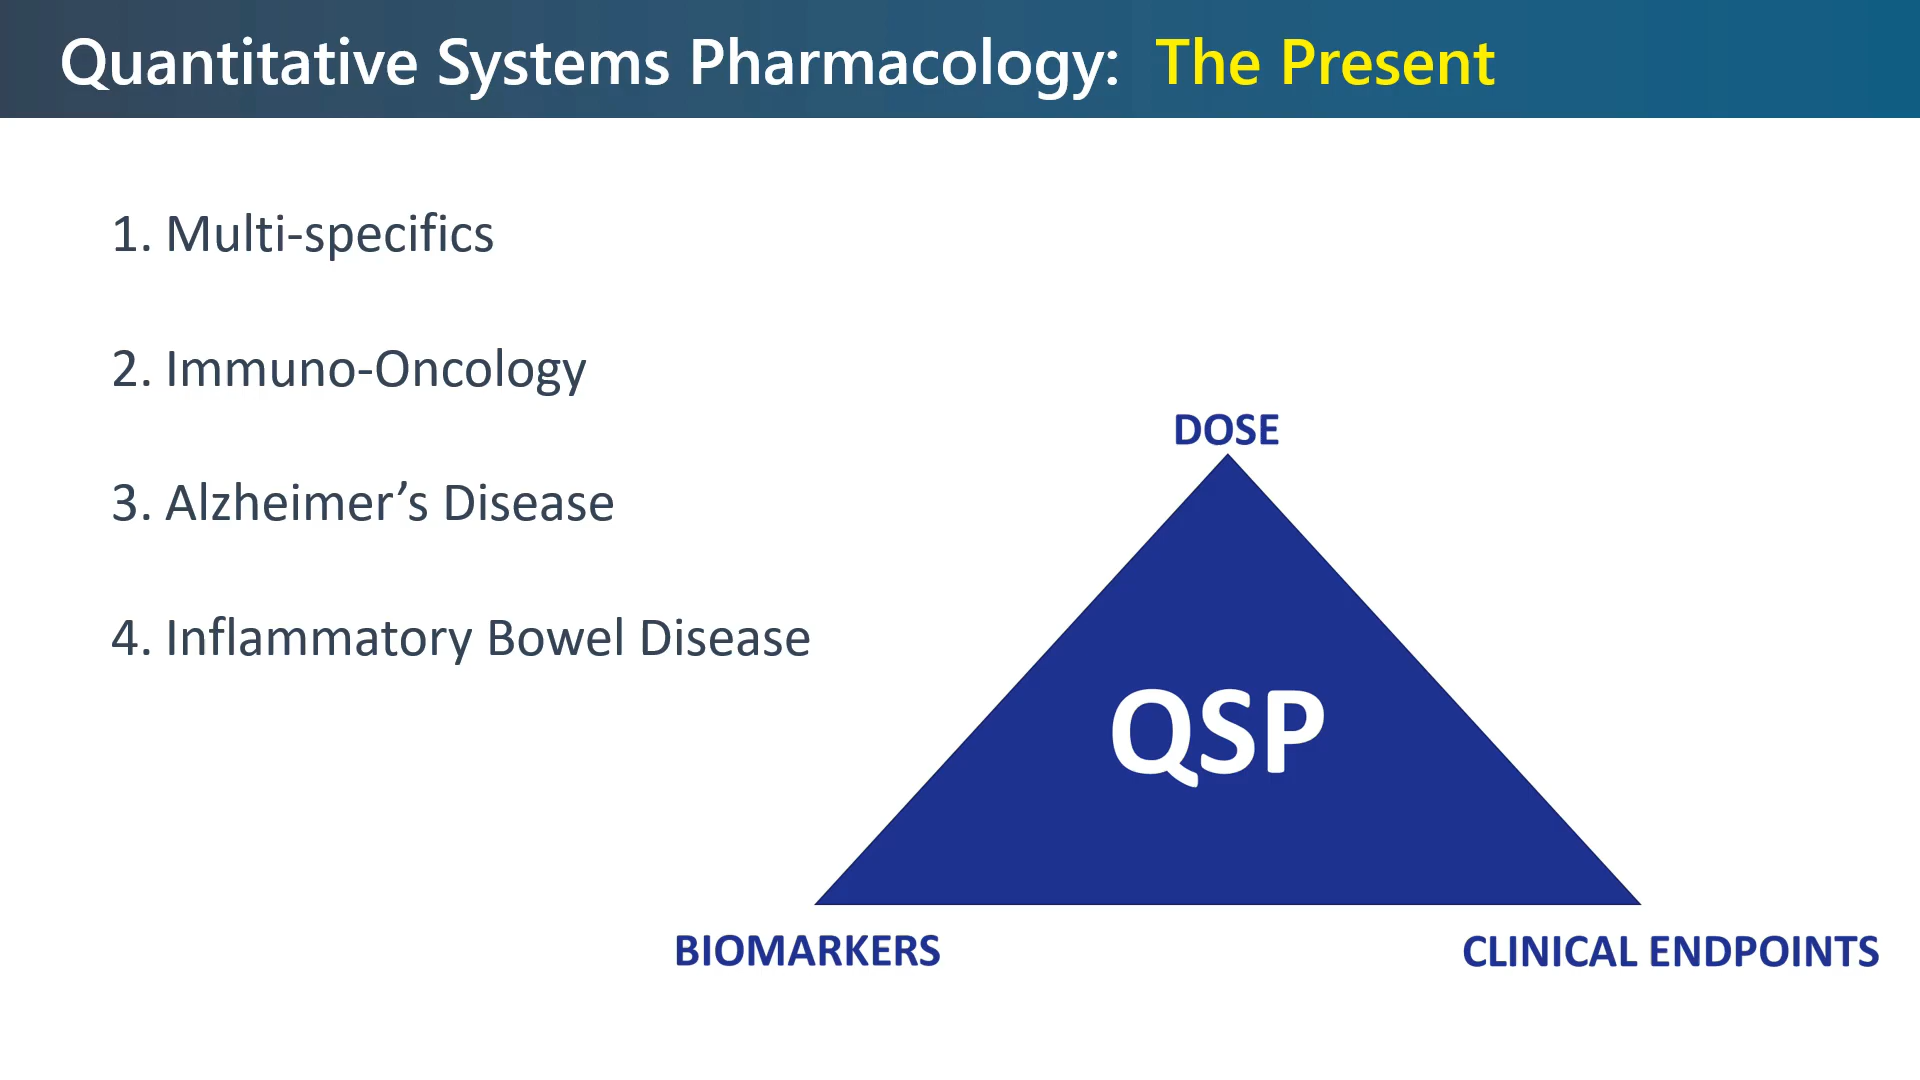 Quantitative Systems Pharmacology: The Present
1. Multi-specifics
2. Immuno-Oncology
3. Alzheimer’s Disease
4. Inflammatory Bowel Disease
DOSE
QSP
BIOMARKERS
CLINICAL ENDPOINTS